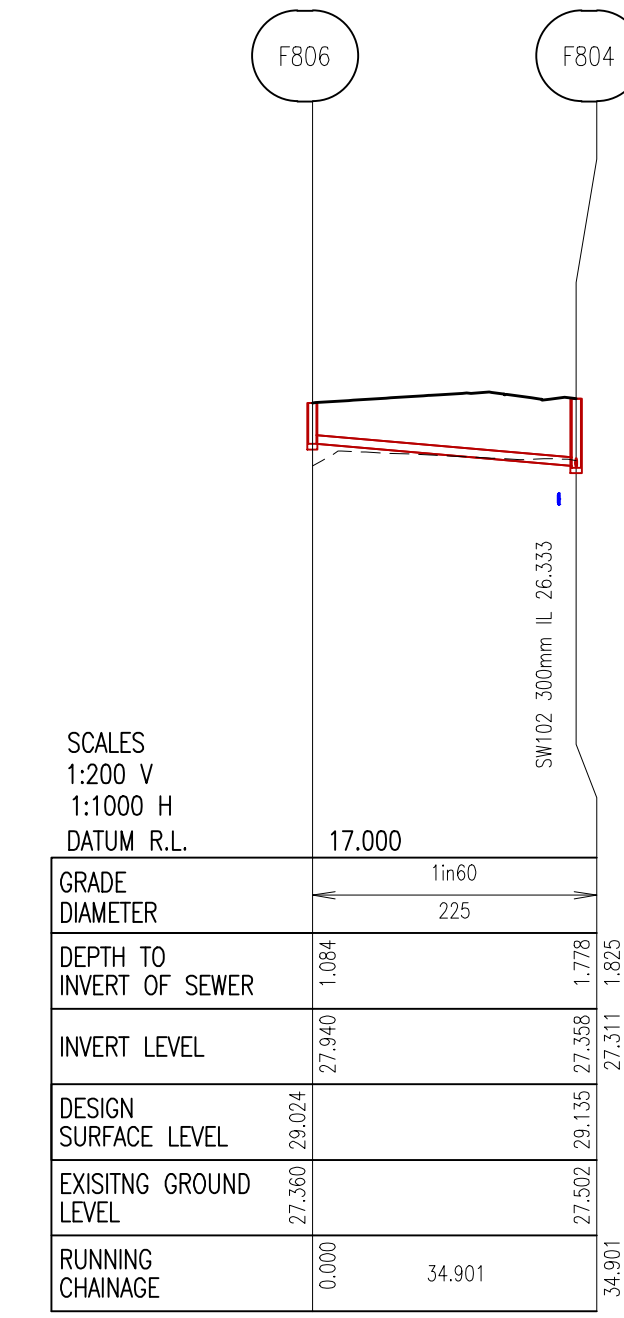 F806
F804
SW102 300mm IL 26.333
SCALES
1:200 V
1:1000 H
DATUM R.L.
17.000
GRADE
DIAMETER
1in60
225
DEPTH TO
INVERT OF SEWER
1.084
1.778
1.825
INVERT LEVEL
27.940
27.358
27.311
DESIGN
SURFACE LEVEL
29.024
29.135
EXISITNG GROUND
LEVEL
27.360
27.502
RUNNING
CHAINAGE
0.000
34.901
34.901